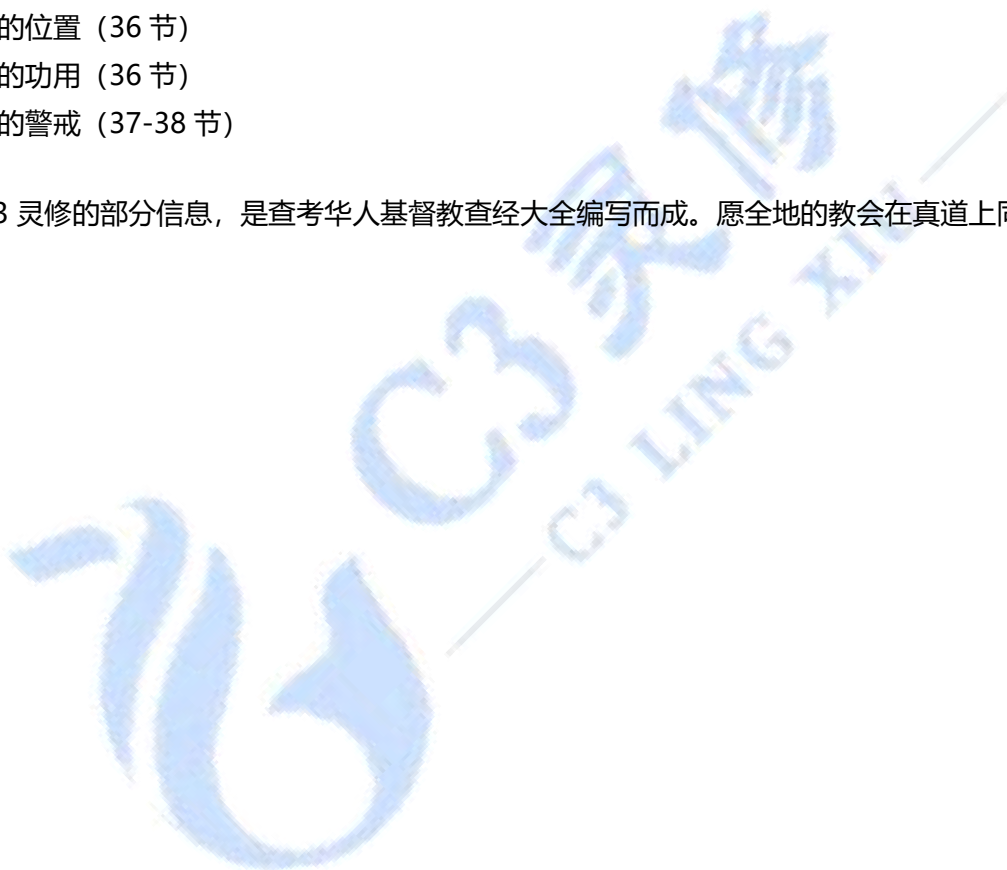 的位置（36 节）
的功用（36 节）
的警戒（37-38 节）
3 灵修的部分信息，是查考华人基督教查经大全编写而成。愿全地的教会在真道上同
C3 灵修
C3 LING XIU